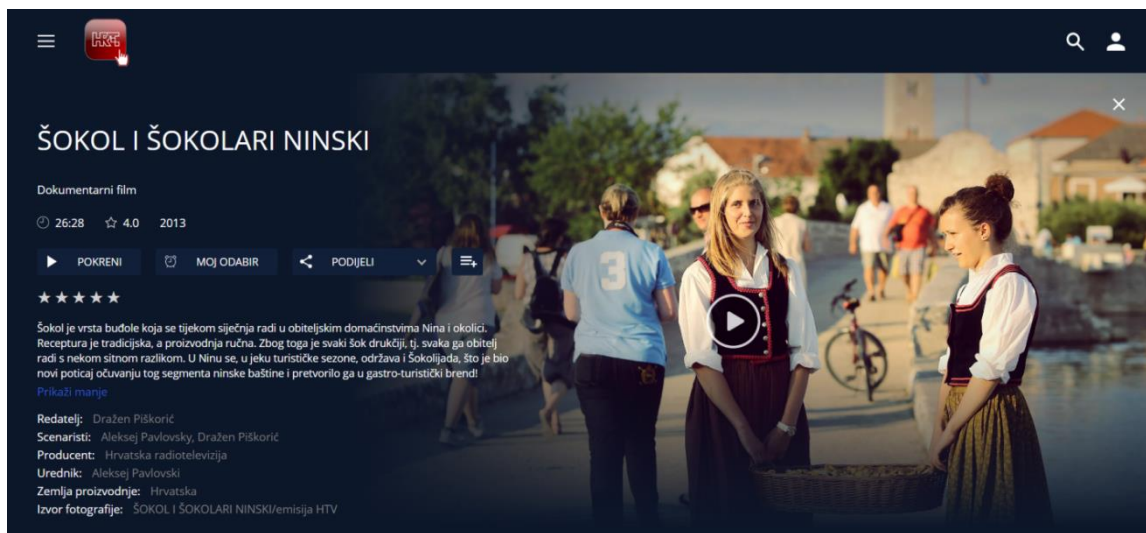 HRT
ŠOKOL I ŠOKOLARI NINSKI
Dokumentarni film
26:28 4.0 2013
POKRENI MOJ ODABIR PODIJELI
Šokol je vrsta buđole koja se tijekom siječnja radi u obiteljskim domaćinstvima Nina i okolici.
Receptura je tradicijska, a proizvodnja ručna. Zbog toga je svaki šok drukčiji, tj. svaka ga obitelj
radi s nekom sitnom razlikom. U Ninu se, u jeku turističke sezone, održava i Šokolijada, što je bio
novi poticaj očuvanju tog segmenta ninske baštine i pretvorilo ga u gastro-turistički brend!
Prikaži manje
Redatelj: Dražen Piškorić
Scenaristi: Aleksej Pavlovsky, Dražen Piškorić
Producent: Hrvatska radiotelevizija
Urednik: Aleksej Pavlovski
Zemlja proizvodnje: Hrvatska
Izvor fotografije: ŠOKOL I ŠOKOLARI NINSKI/emisija HTV
3